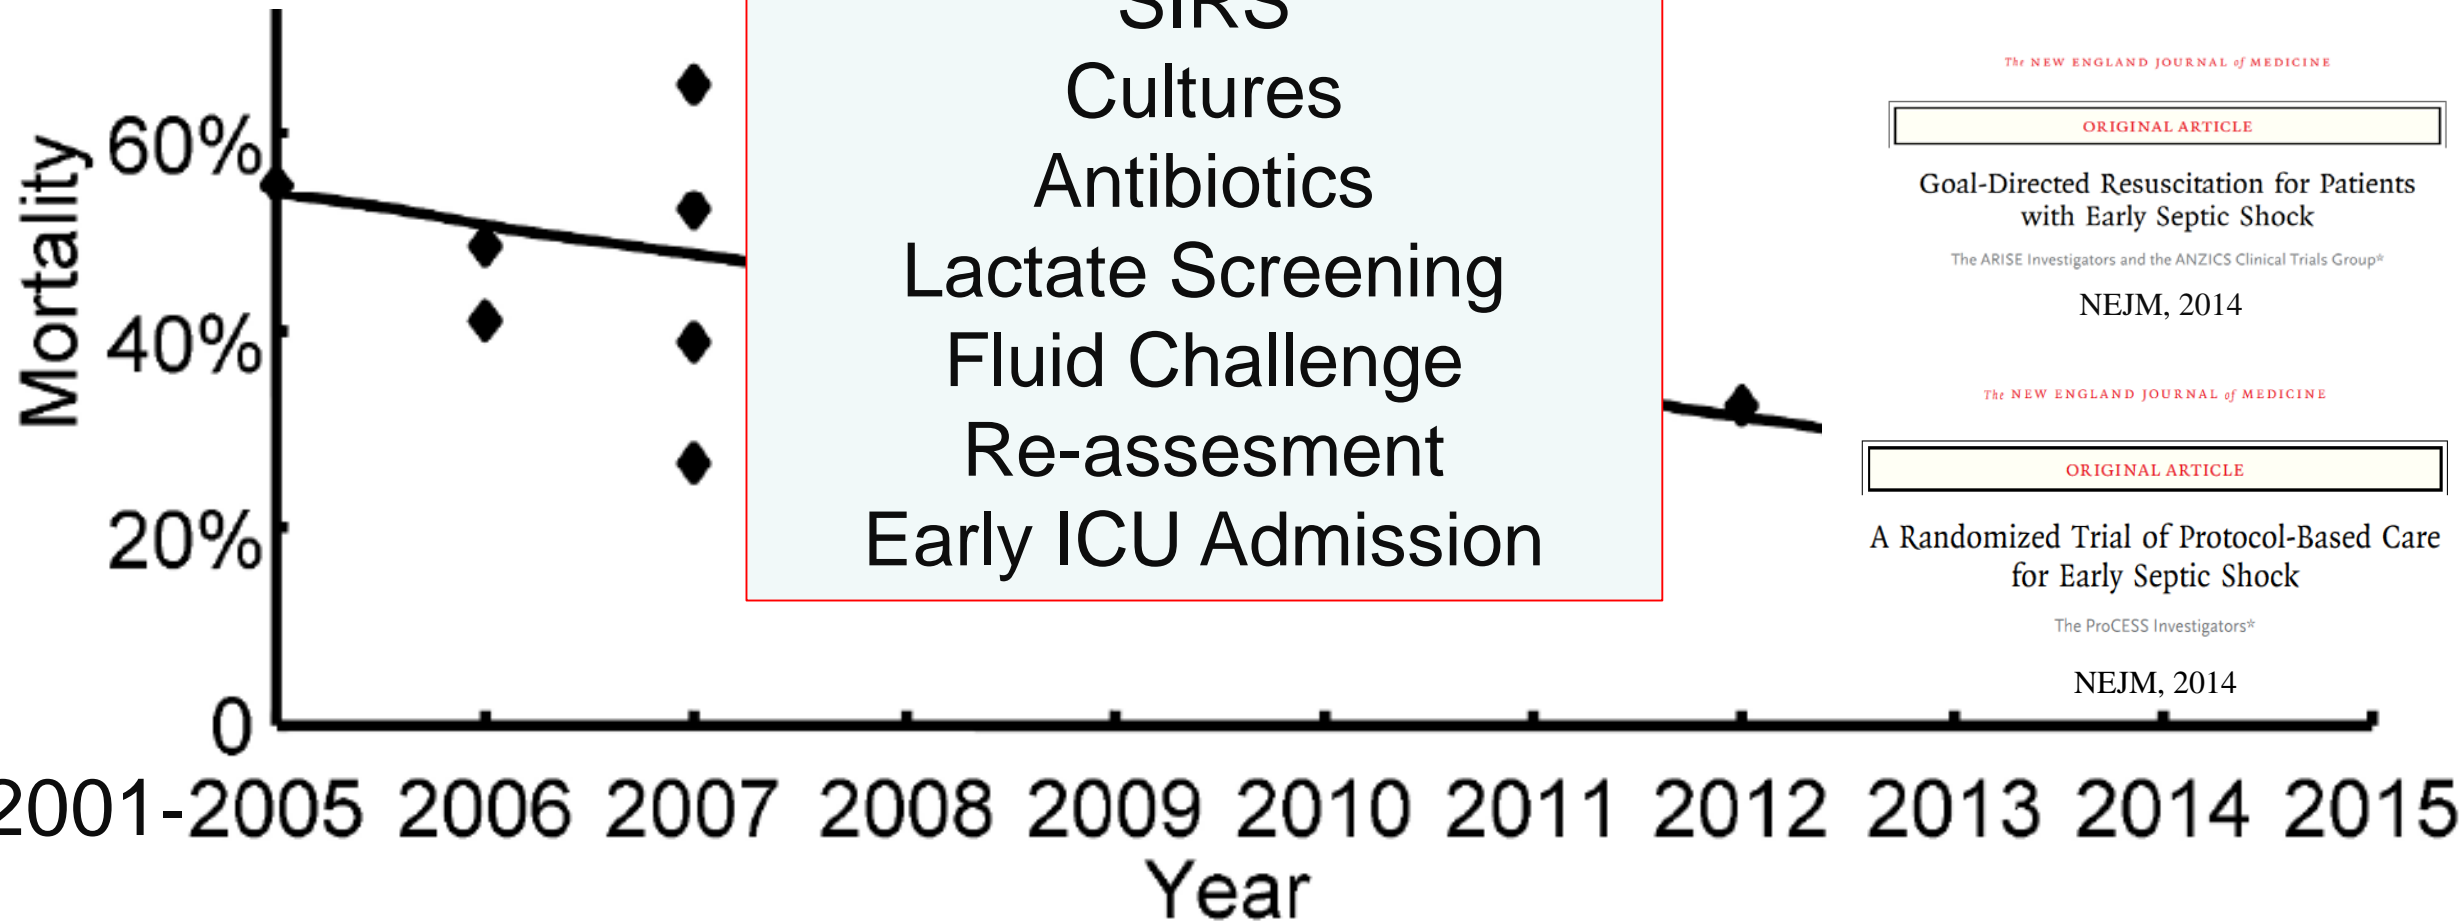 SIRS
Cultures
Antibiotics
Lactate Screening
Fluid Challenge
Re-assesment
Early ICU Admission
Mortality
60%
40%
20%
0
2001-2005 2006 2007 2008 2009 2010 2011 2012 2013 2014 2015
Year
The NEW ENGLAND JOURNAL of MEDICINE
ORIGINAL ARTICLE
Goal-Directed Resuscitation for Patients
with Early Septic Shock
The ARISE Investigators and the ANZICS Clinical Trials Group*
NEJM, 2014
The NEW ENGLAND JOURNAL of MEDICINE
ORIGINAL ARTICLE
A Randomized Trial of Protocol-Based Care
for Early Septic Shock
The ProCESS Investigators*
NEJM, 2014